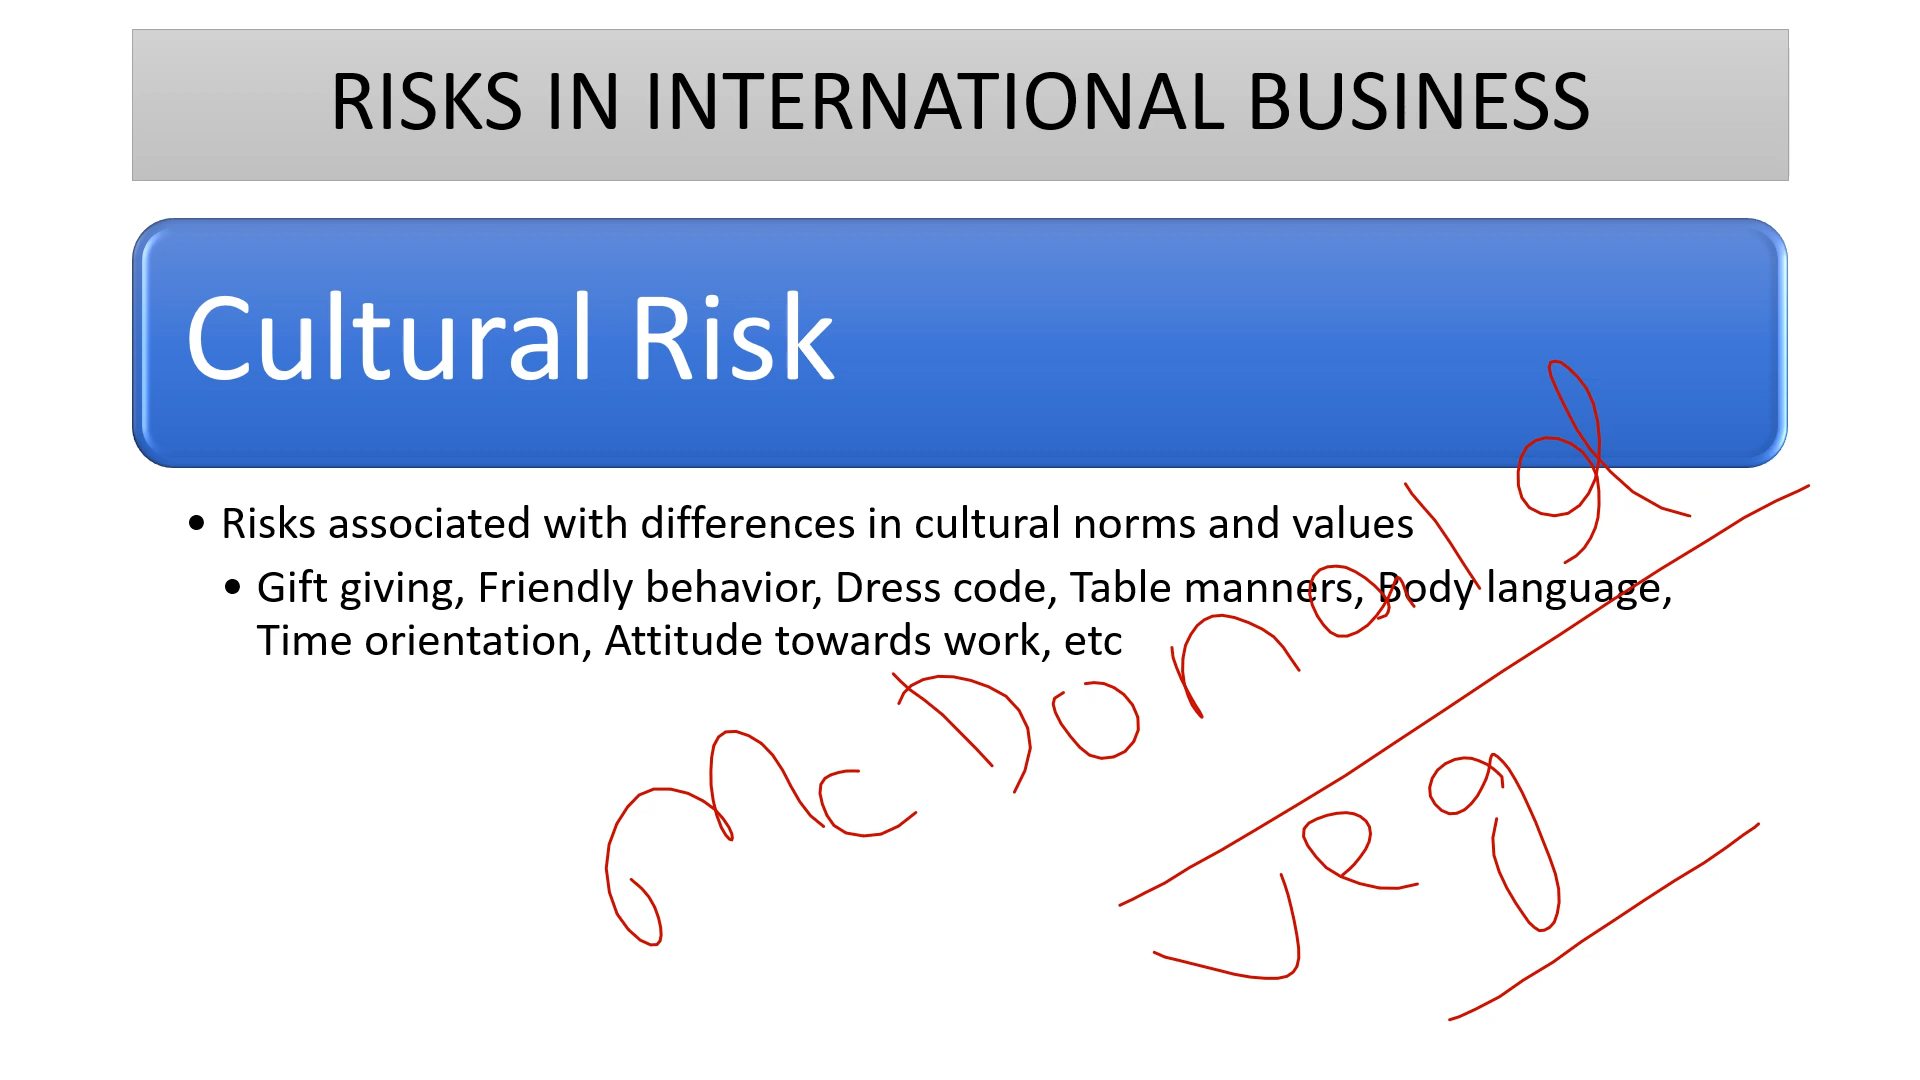 RISKS IN INTERNATIONAL BUSINESS
Cultural Risk
• Risks associated with differences in cultural norms and values
• Gift giving, Friendly behavior, Dress code, Table manners, Body language,
Time orientation, Attitude towards work, etc
McDonald
veg